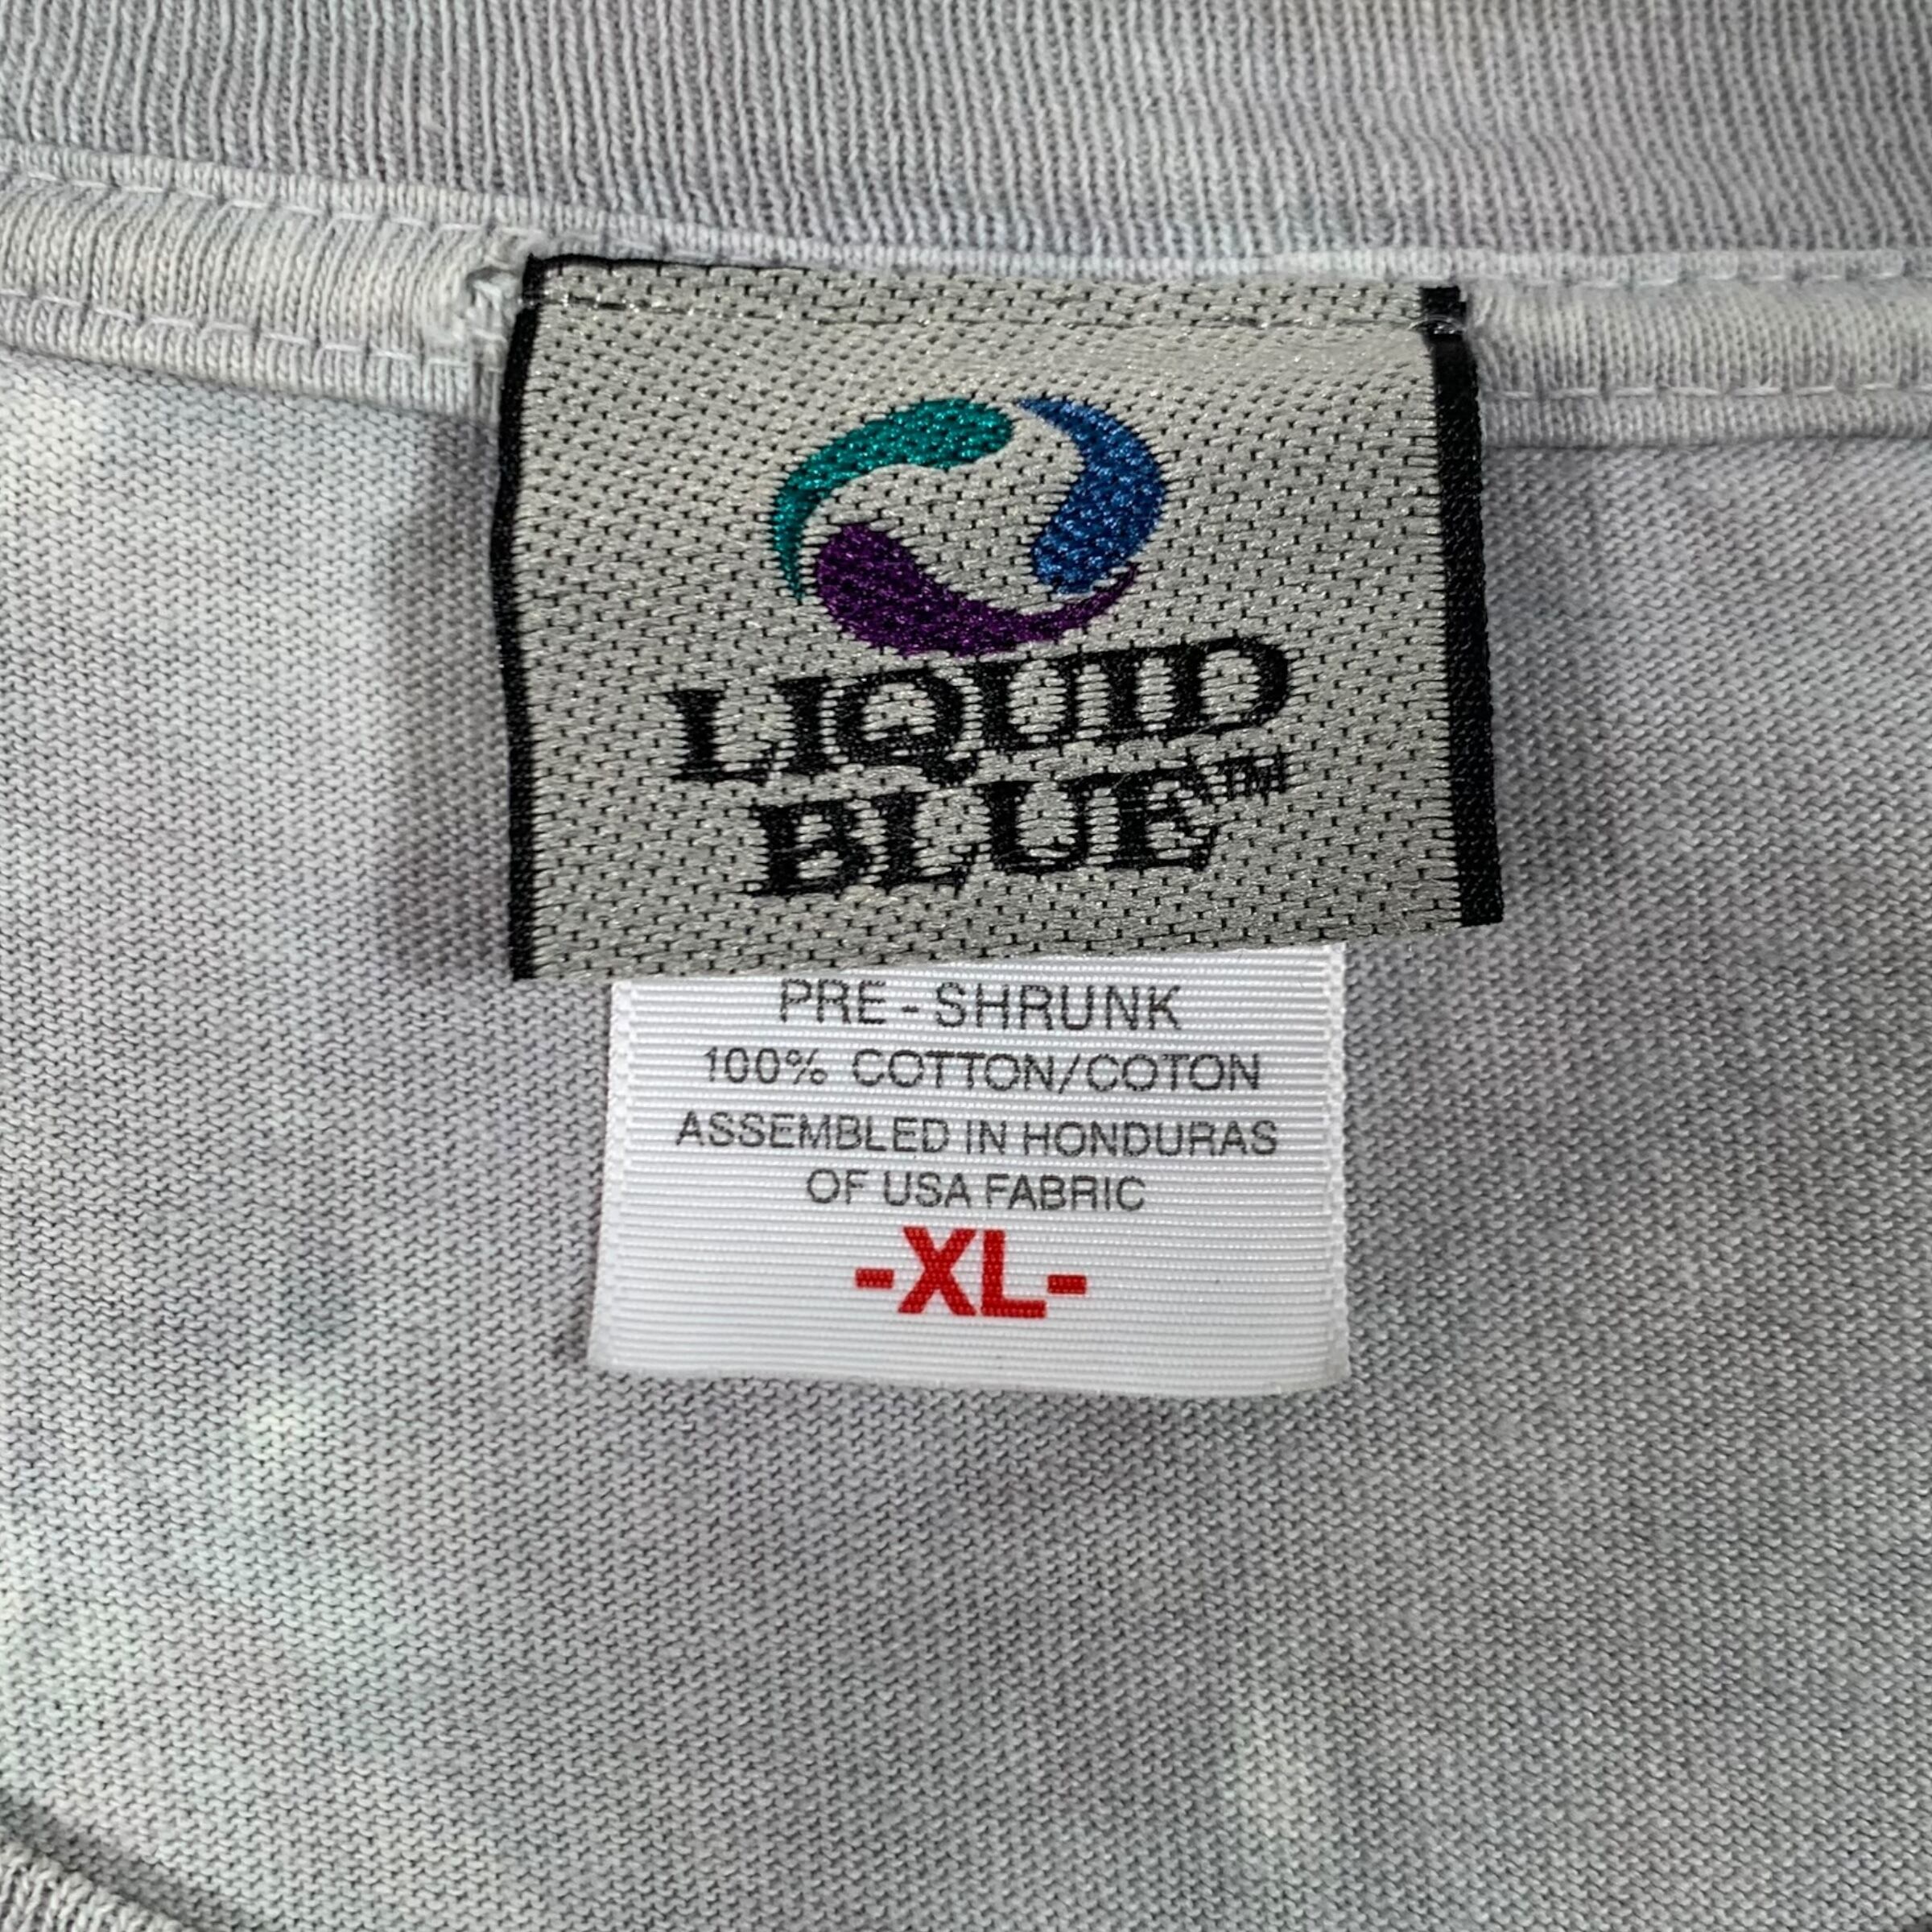 LIQUID
BLUE™
PRE-SHRUNK
100% COTTON/COTON
ASSEMBLED IN HONDURAS
OF USA FABRIC
-XL-